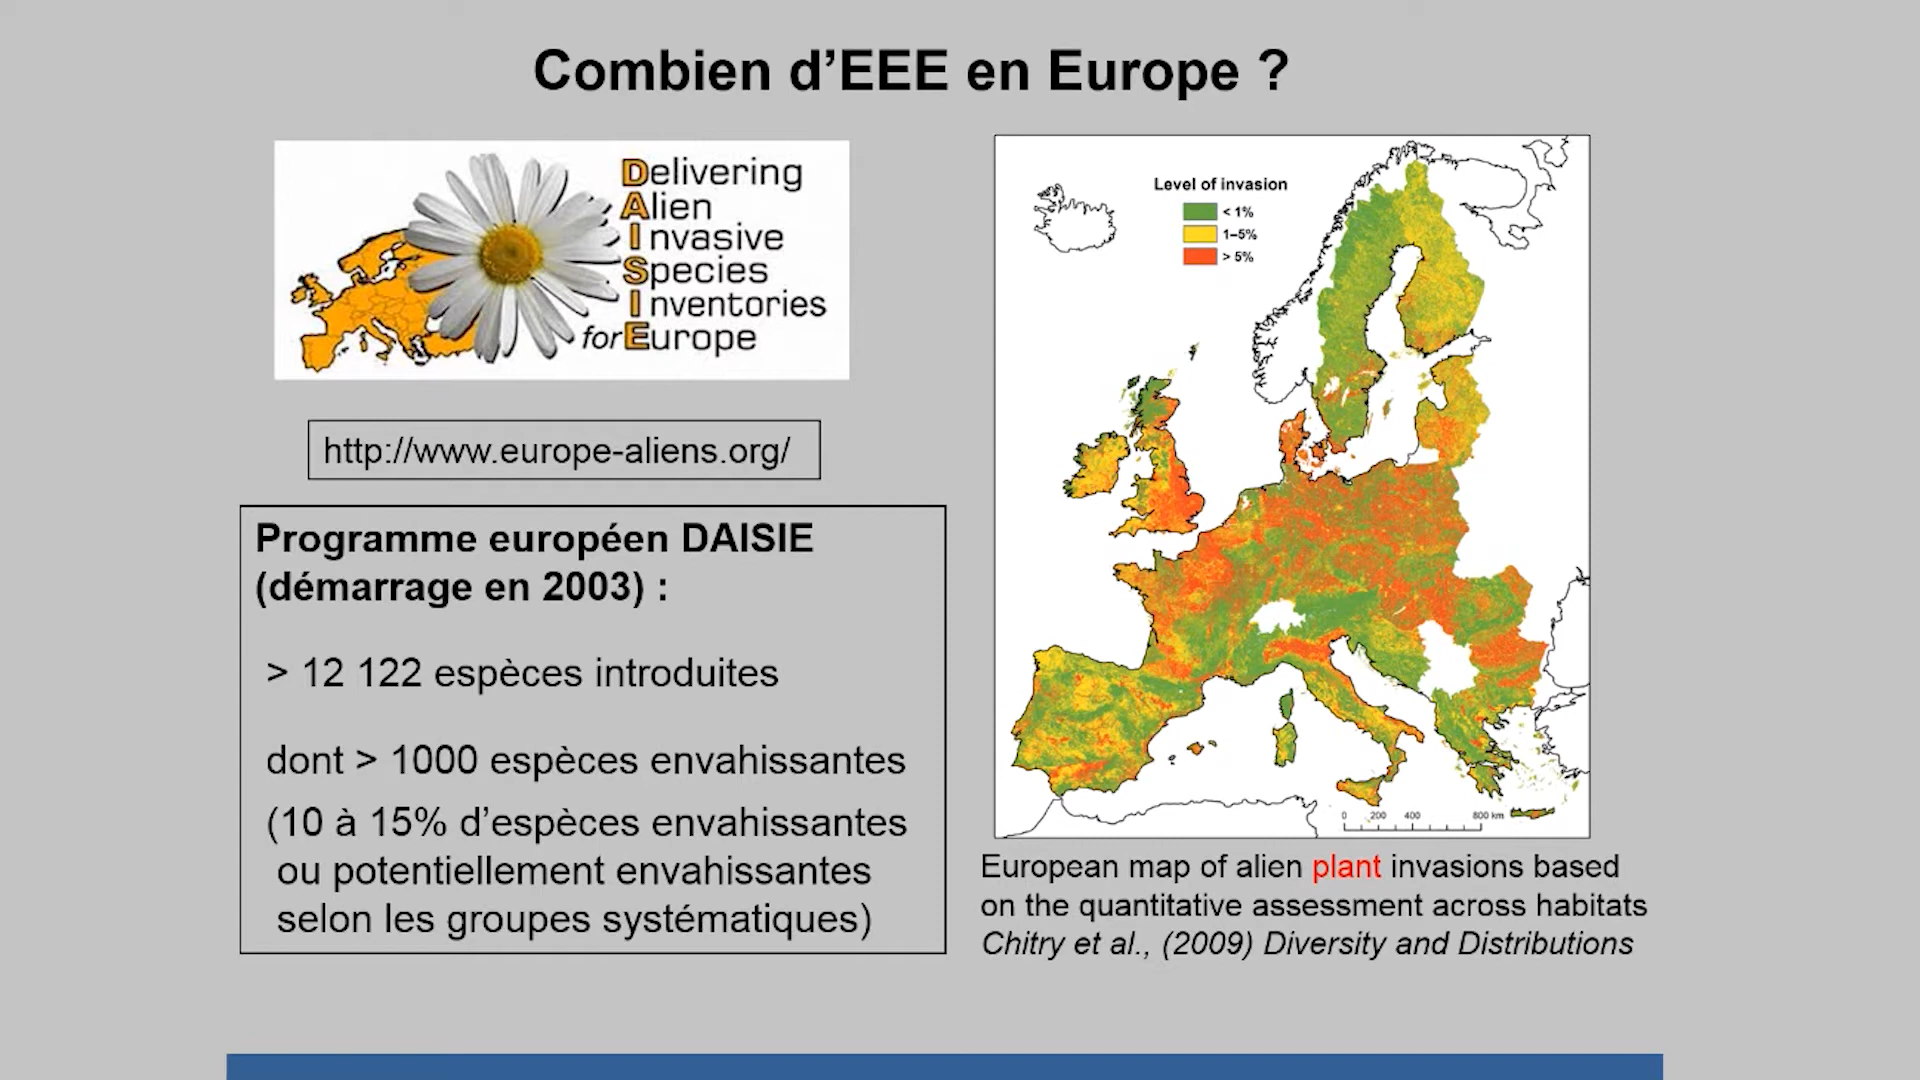 Combien d’EEE en Europe ?
Delivering
Alien
Invasive
Species
Inventories
for Europe
http://www.europe-aliens.org/
Programme européen DAISIE
(démarrage en 2003) :
> 12 122 espèces introduites
dont > 1000 espèces envahissantes
(10 à 15% d’espèces envahissantes
ou potentiellement envahissantes
selon les groupes systématiques)
Level of invasion
< 1%
1–5%
> 5%
0 200 400 800 km
European map of alien plant invasions based
on the quantitative assessment across habitats
Chitry et al., (2009) Diversity and Distributions